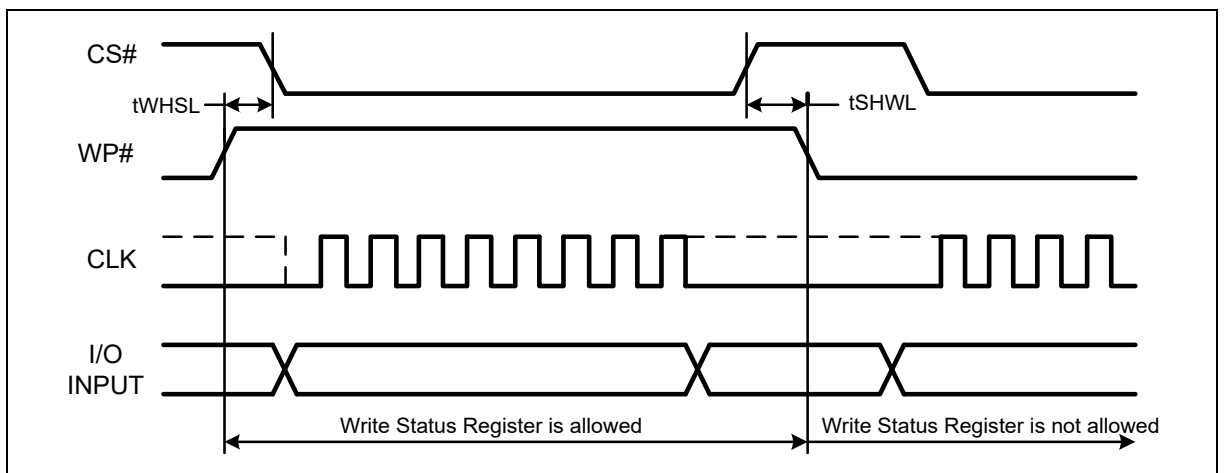 CS#
tWHSL
tSHWL
WP#
CLK
I/O
INPUT
Write Status Register is allowed
Write Status Register is not allowed